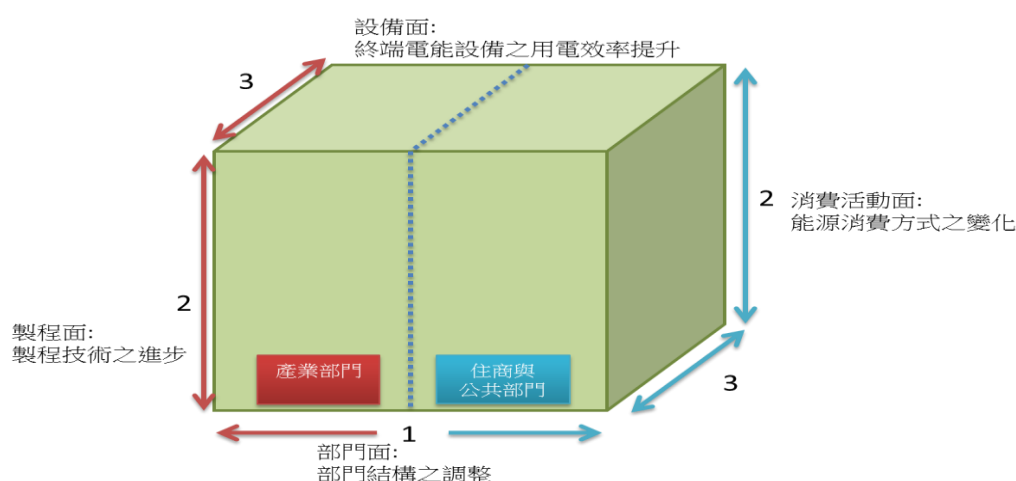 設備面:
終端電能設備之用電效率提升
3
2
消費活動面:
能源消費方式之變化
2
製程面:
製程技術之進步
產業部門
住商與
公共部門
3
1
部門面:
部門結構之調整